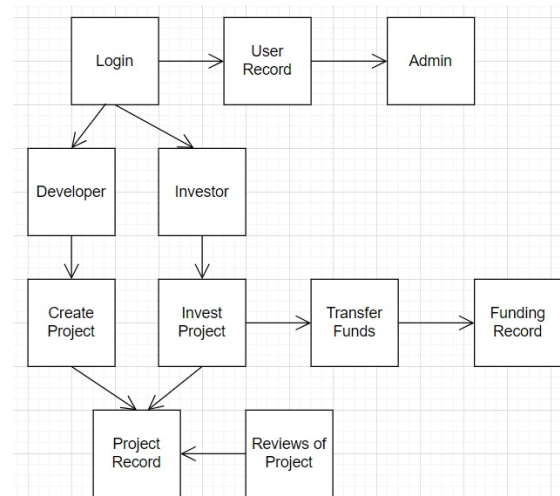 Login
User
Record
Admin
Developer
Investor
Create
Project
Invest
Project
Transfer
Funds
Funding
Record
Project
Record
Reviews of
Project